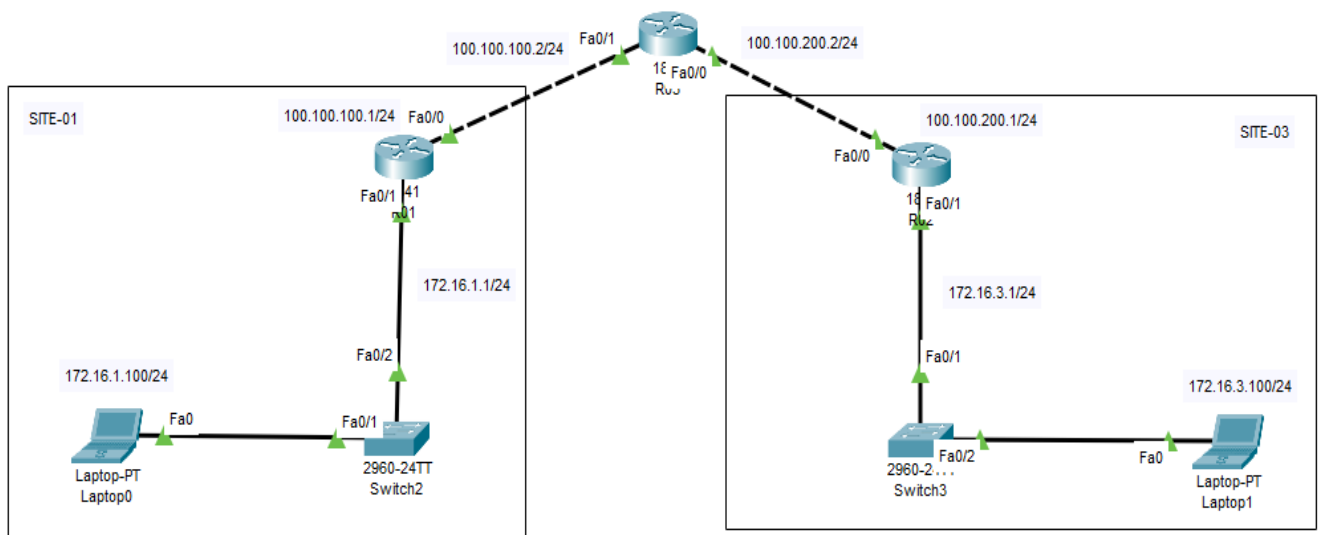 Fa0/1
100.100.100.2/24
100.100.200.2/24
Fa0/0
SITE-01
100.100.100.1/24
Fa0/0
100.100.200.1/24
SITE-03
Fa0/0
Fa0/1
41
Fa0/1
172.16.1.1/24
172.16.3.1/24
Fa0/2
Fa0/1
172.16.1.100/24
172.16.3.100/24
Fa0
Fa0/1
Fa0/2
Fa0
2960-24TT
Switch2
Laptop-PT
Laptop0
Switch3
Laptop-PT
Laptop1